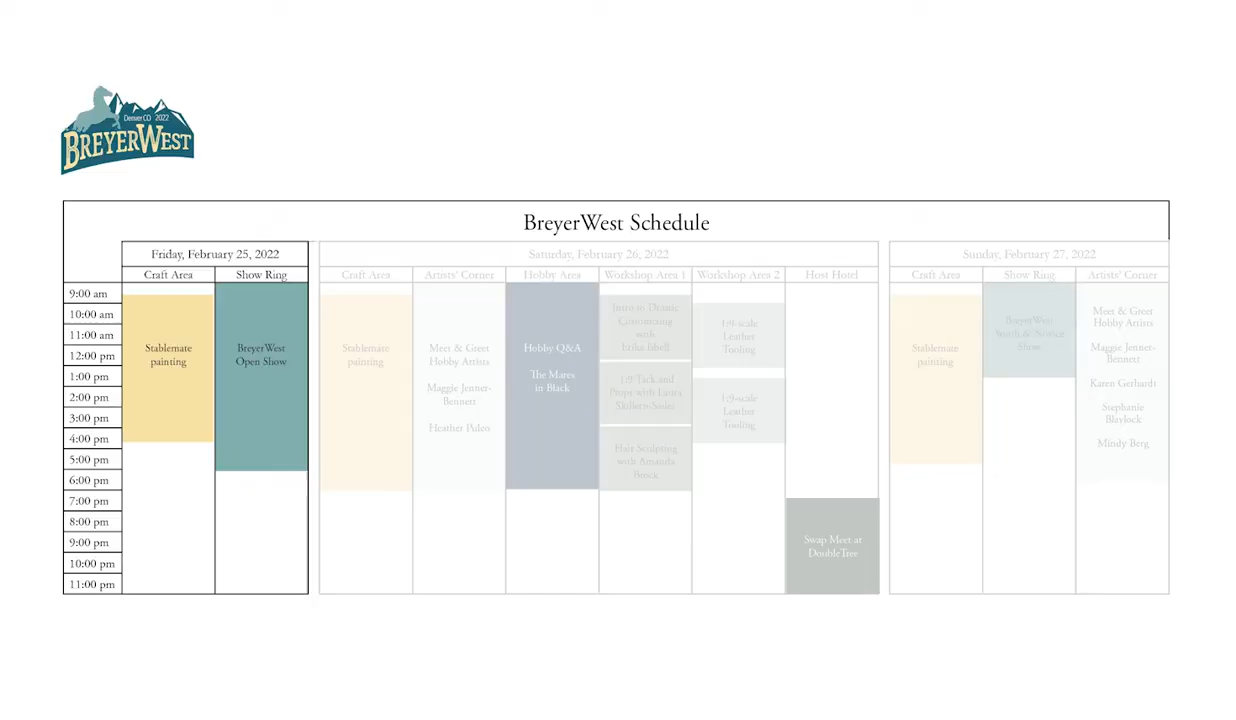 Denver CO 2022
BREYERWEST
BreyerWest Schedule
Friday, February 25, 2022
Saturday, February 26, 2022
Sunday, February 27, 2022
Craft Area
Show Ring
Craft Area
Artists' Corner
Hobby Area
Workshop Area 1
Workshop Area 2
Host Hotel
Craft Area
Show Ring
Artists' Corner
9:00 am
10:00 am
11:00 am
12:00 pm
1:00 pm
2:00 pm
3:00 pm
4:00 pm
5:00 pm
6:00 pm
7:00 pm
8:00 pm
9:00 pm
10:00 pm
11:00 pm
Stablemate
painting
BreyerWest
Open Show
Stablemate
painting
Meet & Greet
Hobby Artists
Maggie Jenner-
Bennett
Heather Puleo
Hobby Q&A
The Mares
in Black
Intro to Drastic
Customizing
with
1:9 Tack and
Props with Laura
Skillern-Sauer
Hair Sculpting
with Amanda
Brock
1:9-scale
Leather
Tooling
1:9-scale
Leather
Tooling
Swap Meet at
DoubleTree
Stablemate
painting
BreyerWest
Youth & Novice
Show
Meet & Greet
Hobby Artists
Maggie Jenner-
Bennett
Karen Gerhardt
Stephanie
Blaylock
Mindy Berg